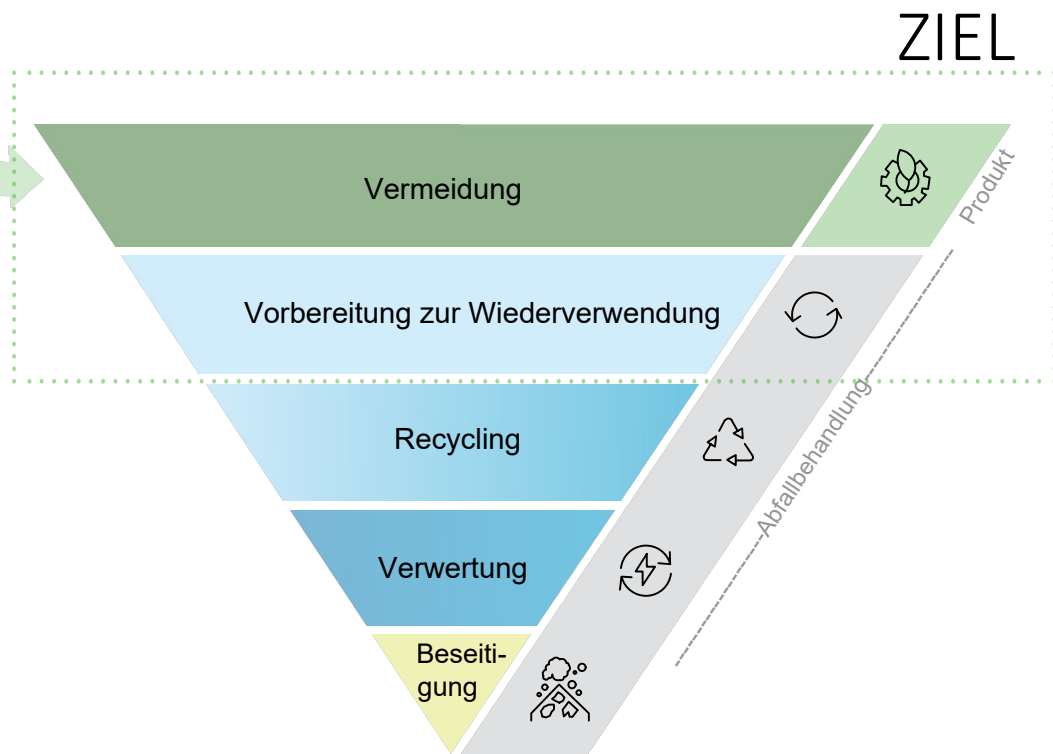 ZIEL
Vermeidung
Produkt
Vorbereitung zur Wiederverwendung
Recycling
Abfallbehandlung
Verwertung
Beseiti-
gung